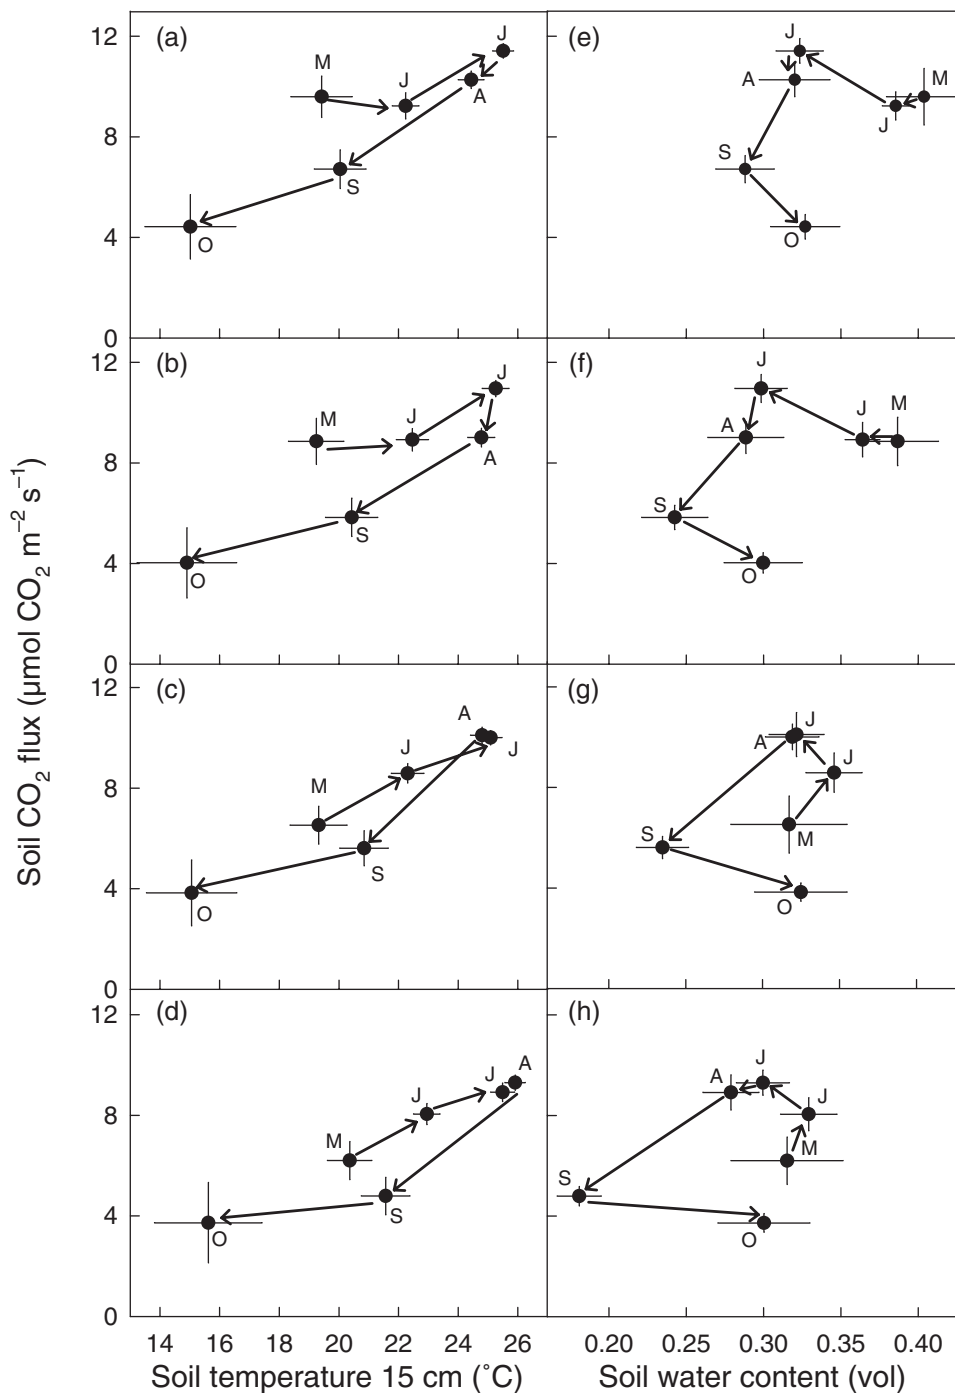 Soil CO₂ flux (μmol CO₂ m⁻² s⁻¹)
12
8
4
0
(a)
M
J
J
A
S
O
(e)
J
A
M
J
S
O
12
8
4
0
(b)
M
J
J
A
S
O
(f)
J
A
J
M
S
O
12
8
4
0
(c)
A
J
J
M
S
O
(g)
J
A
J
M
S
O
12
8
4
0
(d)
A
J
J
M
S
O
(h)
J
A
J
M
S
O
14 16 18 20 22 24 26
0.20 0.25 0.30 0.35 0.40
Soil temperature 15 cm (˚C)
Soil water content (vol)